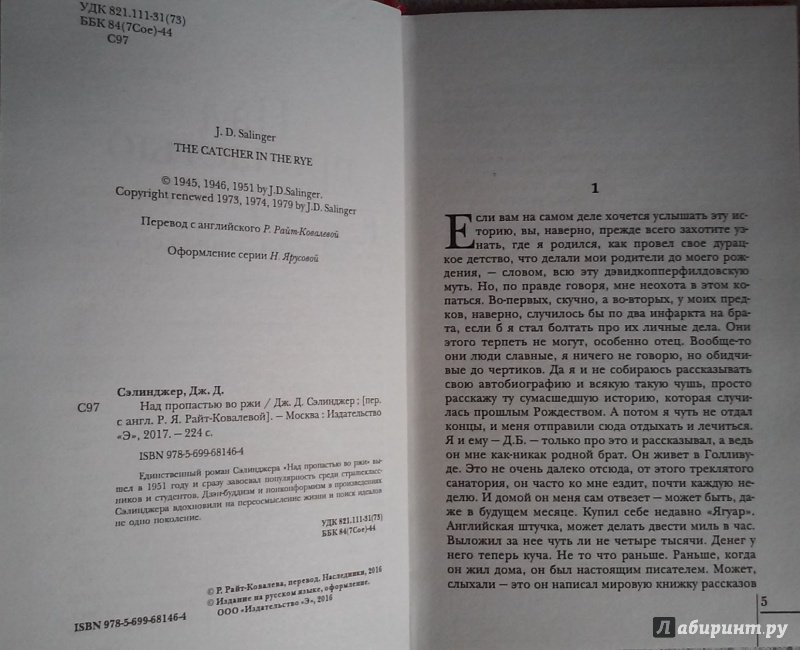 УДК 821.111-31(73)
ББК 84(7Сое)-44
С97
J. D. Salinger
THE CATCHER IN THE RYE
© 1945, 1946, 1951 by J.D.Salinger.
Copyright renewed 1973, 1974, 1979 by J.D. Salinger
Перевод с английского Р. Райт-Ковалевой
Оформление серии Н. Ярусовой
Сэлинджер, Дж. Д.
С97 Над пропастью во ржи / Дж. Д. Сэлинджер ; [пер.
с англ. Р. Я. Райт-Ковалевой]. – Москва : Издательство
«Э», 2017. – 224 с.
ISBN 978-5-699-68146-4
Единственный роман Сэлинджера «Над пропастью во ржи» вы-
шел в 1951 году и сразу завоевал популярность среди старшекласс-
ников и студентов. Дзэн-буддизм и нонконформизм в произведениях
Сэлинджера вдохновили на переосмысление жизни и поиск идеалов
не одно поколение.
УДК 821.111-31(73)
ББК 84(7Сое)-44
© Р. Райт-Ковалева, перевод. Наследники, 2016
© Издание на русском языке, оформление.
ООО «Издательство «Э», 2016
ISBN 978-5-699-68146-4
1
Если вам на самом деле хочется услышать эту ис-
торию, вы, наверно, прежде всего захотите уз-
нать, где я родился, как провел свое дурац-
кое детство, что делали мои родители до моего рож-
дения, – словом, всю эту дэвидкопперфилдовскую
муть. Но, по правде говоря, мне неохота в этом ко-
паться. Во-первых, скучно, а во-вторых, у моих пред-
ков, наверно, случилось бы по два инфаркта на бра-
та, если б я стал болтать про их личные дела. Они
этого терпеть не могут, особенно отец. Вообще-то
они люди славные, я ничего не говорю, но обидчи-
вые до чертиков. Да я и не собираюсь рассказывать
свою автобиографию и всякую такую чушь, просто
расскажу ту сумасшедшую историю, которая случи-
лась прошлым Рождеством. А потом я чуть не отдал
концы, и меня отправили сюда отдыхать и лечиться.
Я и ему – Д.Б. – только про это и рассказывал, а ведь
он мне как-никак родной брат. Он живет в Голливу-
де. Это не очень далеко отсюда, от этого треклятого
санатория, он часто ко мне ездит, почти каждую не-
делю. И домой он меня сам отвезет – может быть, да-
же в будущем месяце. Купил себе недавно «Ягуар».
Английская штучка, может делать двести миль в час.
Выложил за нее чуть ли не четыре тысячи. Денег у
него теперь куча. Не то что раньше. Раньше, когда
он жил дома, он был настоящим писателем. Может,
слыхали – это он написал мировую книжку рассказов
5
Лабиринт.ру